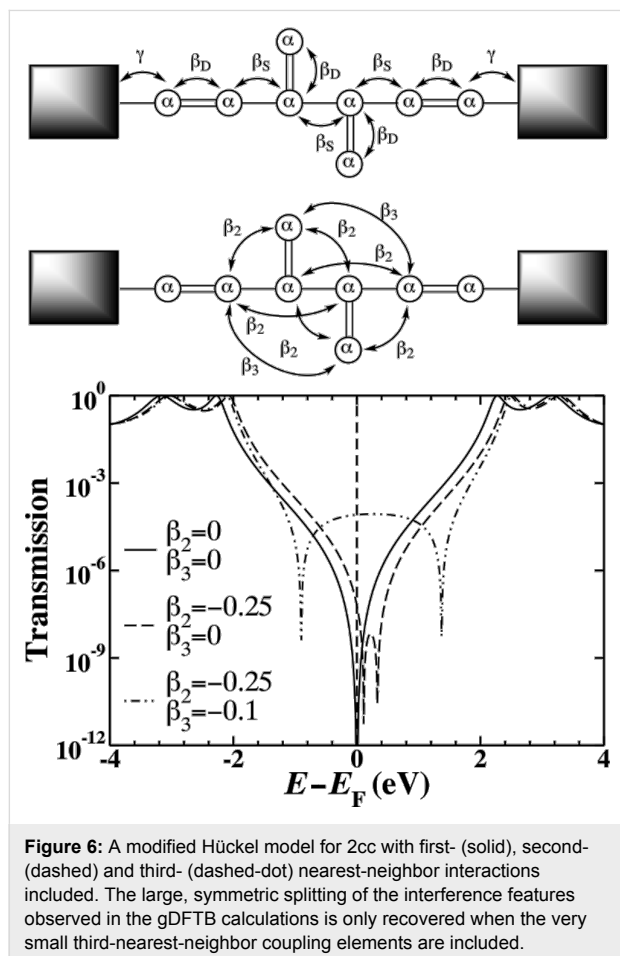 α
γ β_D β_S α β_D β_S β_D γ
α α α α α α
β_S β_D
α
β_3
β_2 α β_2 β_2
α α α α α α
β_2 β_2 α β_2
β_3
Transmission
10^0
10^-3
10^-6
10^-9
10^-12
β_2=0
β_3=0
β_2=-0.25
β_3=0
β_2=-0.25
β_3=-0.1
-4 -2 0 2 4
E-E_F (eV)
Figure 6: A modified Hückel model for 2cc with first- (solid), second-
(dashed) and third- (dashed-dot) nearest-neighbor interactions
included. The large, symmetric splitting of the interference features
observed in the gDFTB calculations is only recovered when the very
small third-nearest-neighbor coupling elements are included.